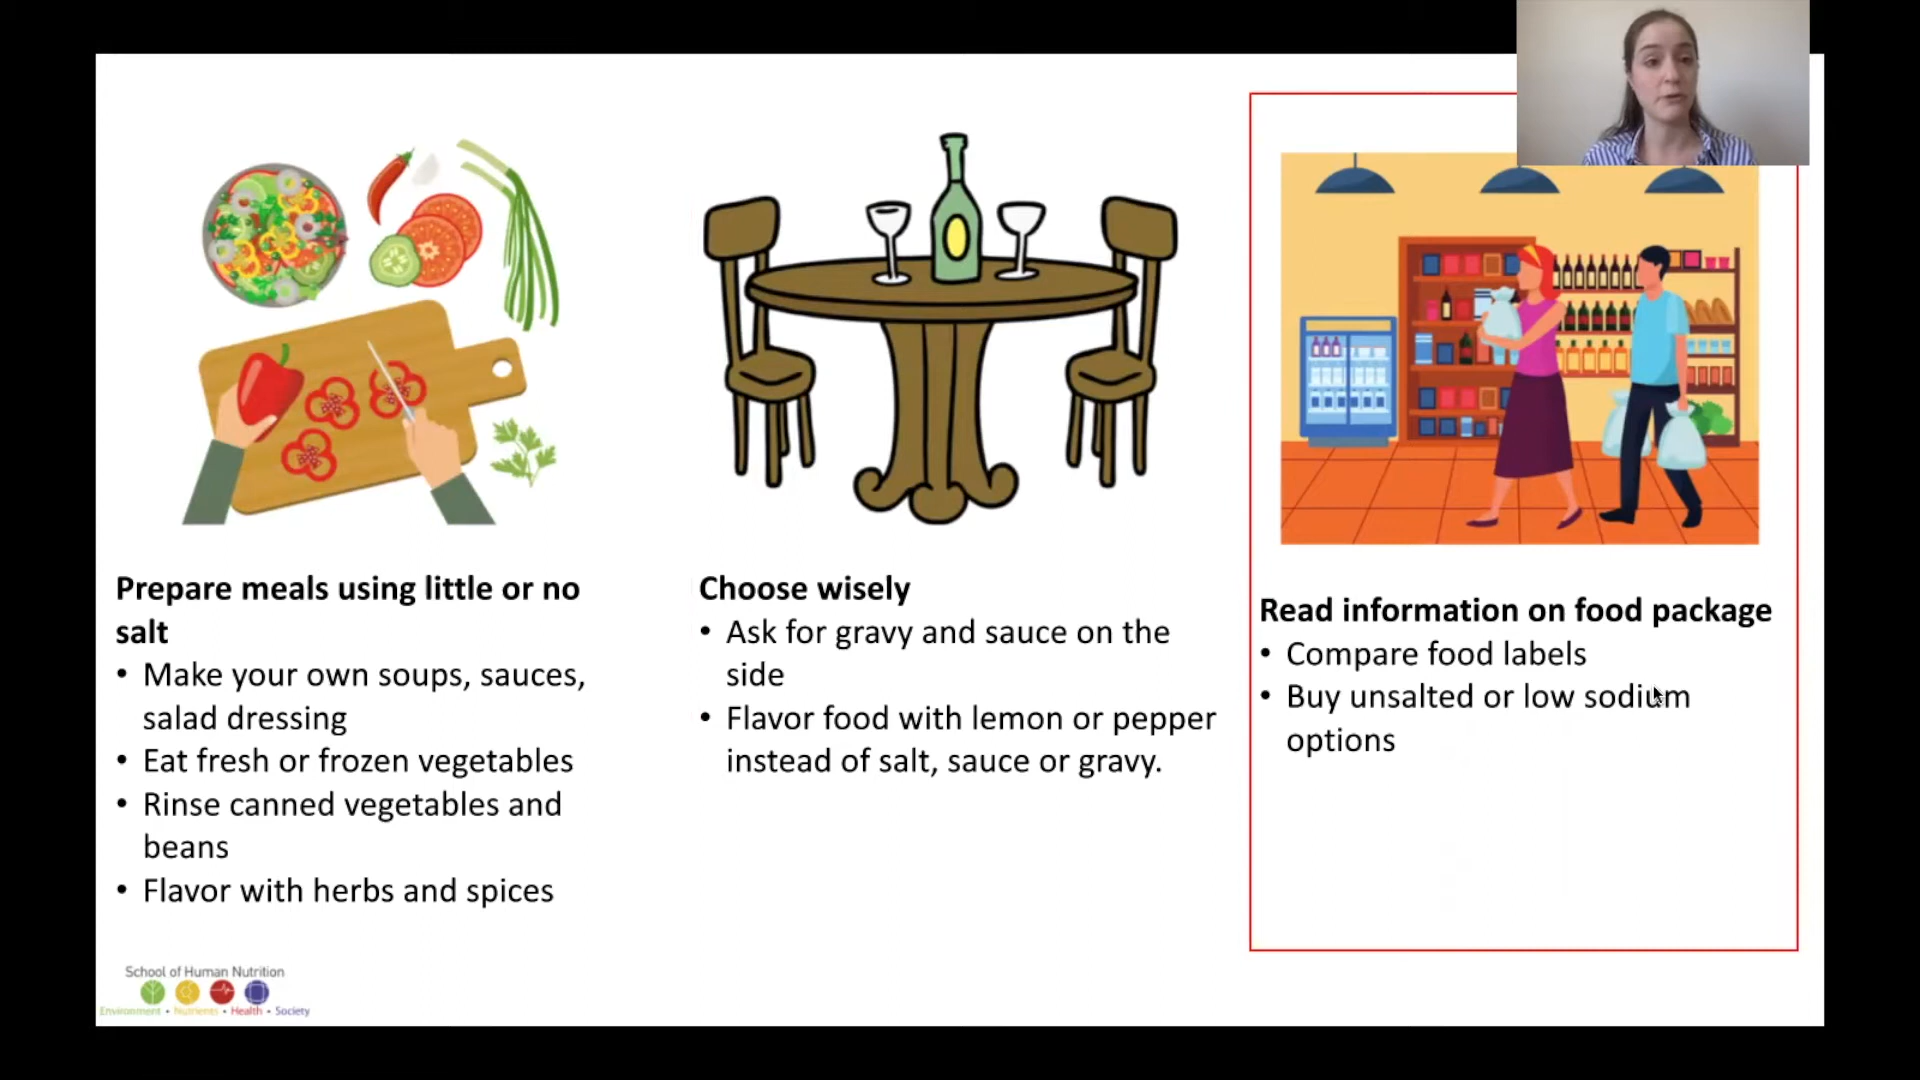 Prepare meals using little or no
salt
• Make your own soups, sauces,
salad dressing
• Eat fresh or frozen vegetables
• Rinse canned vegetables and
beans
• Flavor with herbs and spices
Choose wisely
• Ask for gravy and sauce on the
side
• Flavor food with lemon or pepper
instead of salt, sauce or gravy.
Read information on food package
• Compare food labels
• Buy unsalted or low sodium
options
School of Human Nutrition
Environment • Nutrients • Health • Society